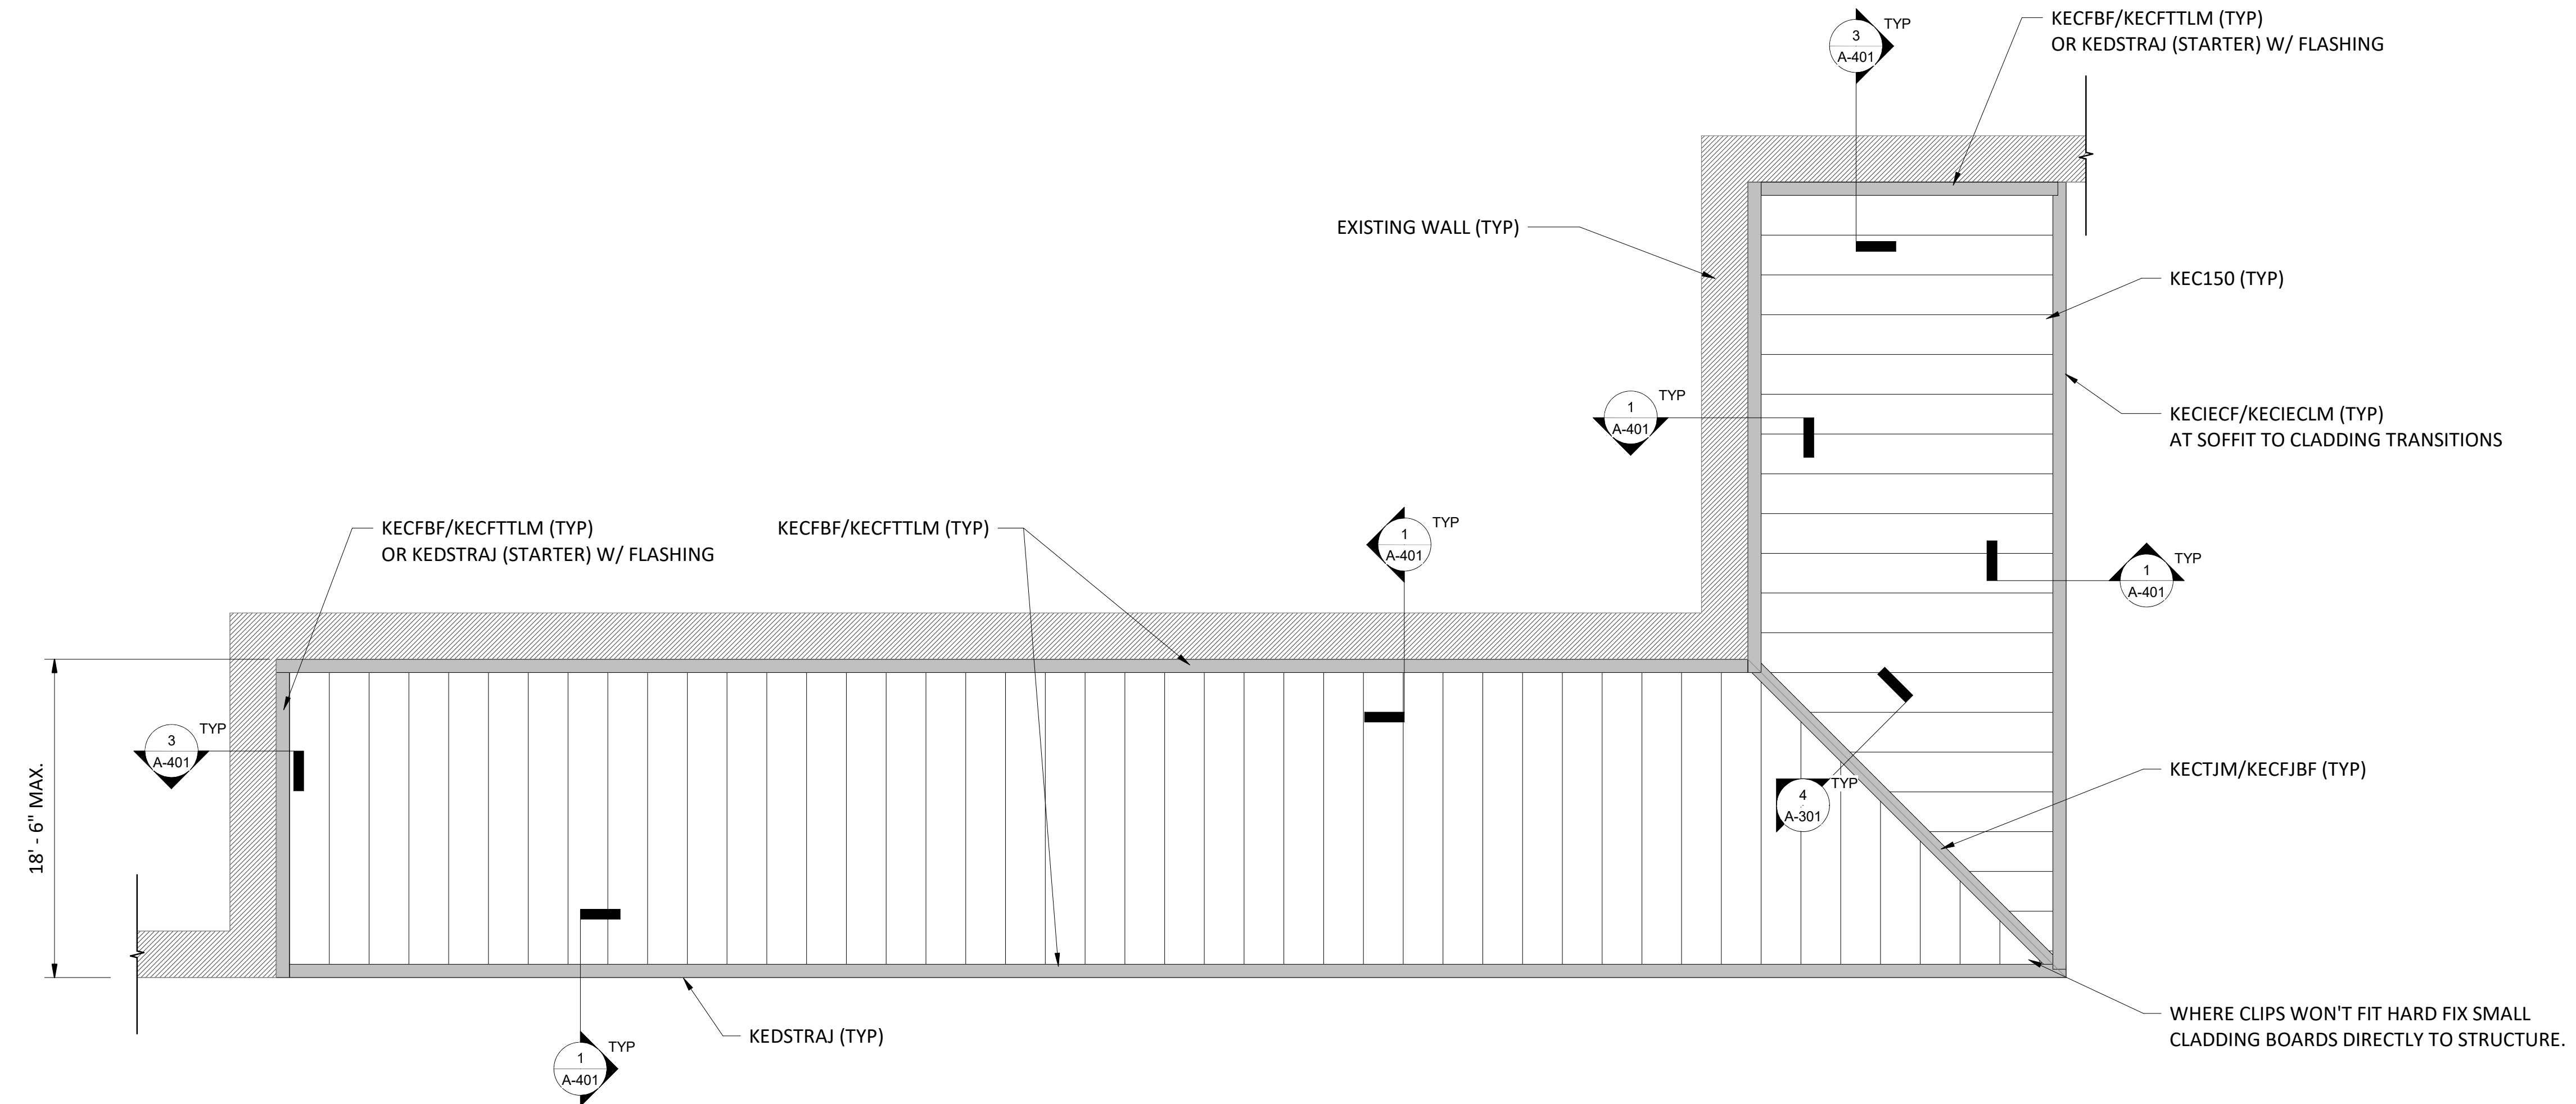 3
A-401
TYP
KECFBF/KECFTTLM (TYP)
OR KEDSTRAJ (STARTER) W/ FLASHING
EXISTING WALL (TYP)
KEC150 (TYP)
1
A-401
TYP
KECIECF/KECIECLM (TYP)
AT SOFFIT TO CLADDING TRANSITIONS
KECFBF/KECFTTLM (TYP)
OR KEDSTRAJ (STARTER) W/ FLASHING
KECFBF/KECFTTLM (TYP)
1
A-401
TYP
1
A-401
TYP
3
A-401
TYP
18' - 6" MAX.
4
A-301
TYP
KECTJM/KECFJBF (TYP)
KEDSTRAJ (TYP)
1
A-401
TYP
WHERE CLIPS WON'T FIT HARD FIX SMALL
CLADDING BOARDS DIRECTLY TO STRUCTURE.